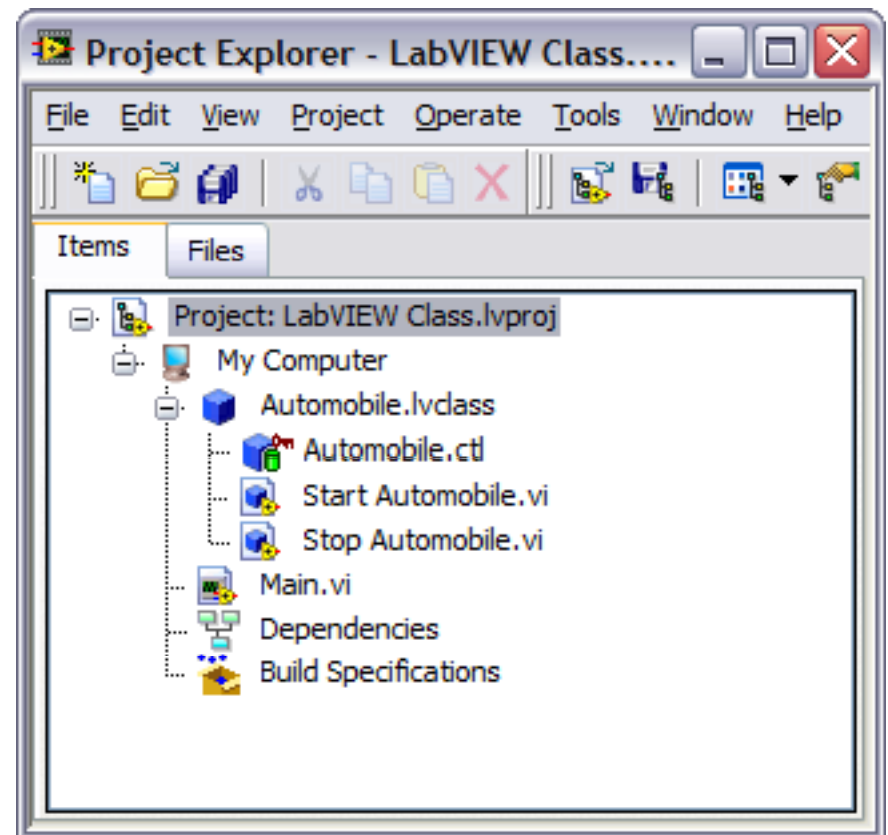 Project Explorer - LabVIEW Class....
File Edit View Project Operate Tools Window Help
Items Files
Project: LabVIEW Class.lvproj
My Computer
Automobile.lvclass
Automobile.ctl
Start Automobile.vi
Stop Automobile.vi
Main.vi
Dependencies
Build Specifications